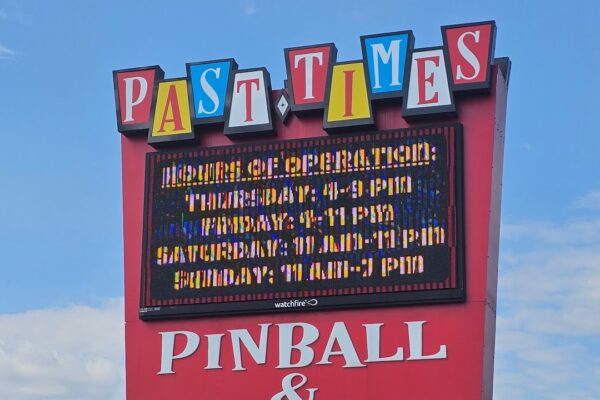 PAST TIMES
HOURS OF OPERATION:
THURSDAY: 4-9 PM
FRIDAY: 4-11 PM
SATURDAY: 11 AM-11 PM
SUNDAY: 11 AM-7 PM
watchfire
PINBALL
&